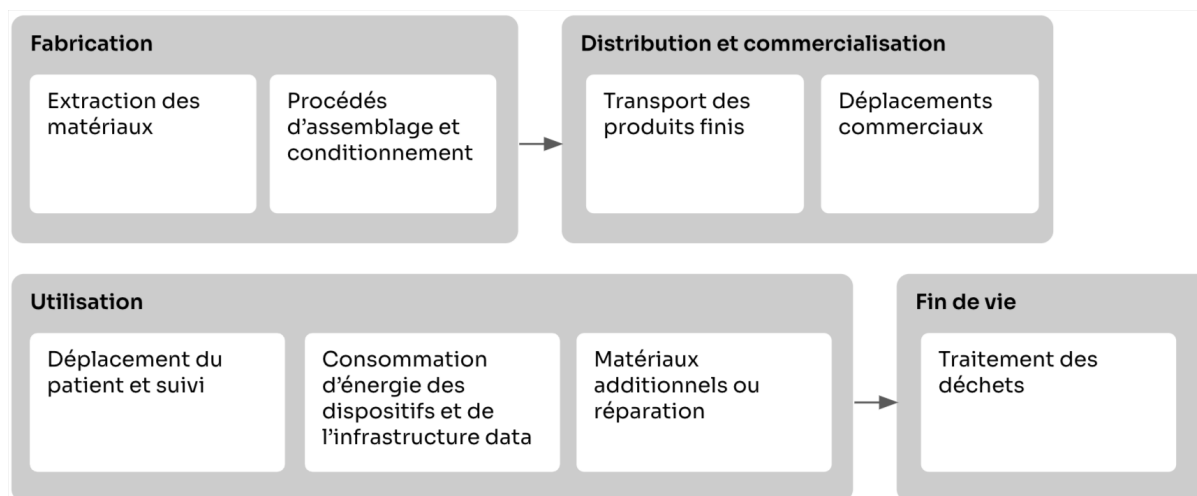 Fabrication
Extraction des
matériaux
Procédés
d'assemblage et
conditionnement
Distribution et commercialisation
Transport des
produits finis
Déplacements
commerciaux
Utilisation
Déplacement du
patient et suivi
Consommation
d'énergie des
dispositifs et de
l'infrastructure data
Matériaux
additionnels ou
réparation
Fin de vie
Traitement des
déchets